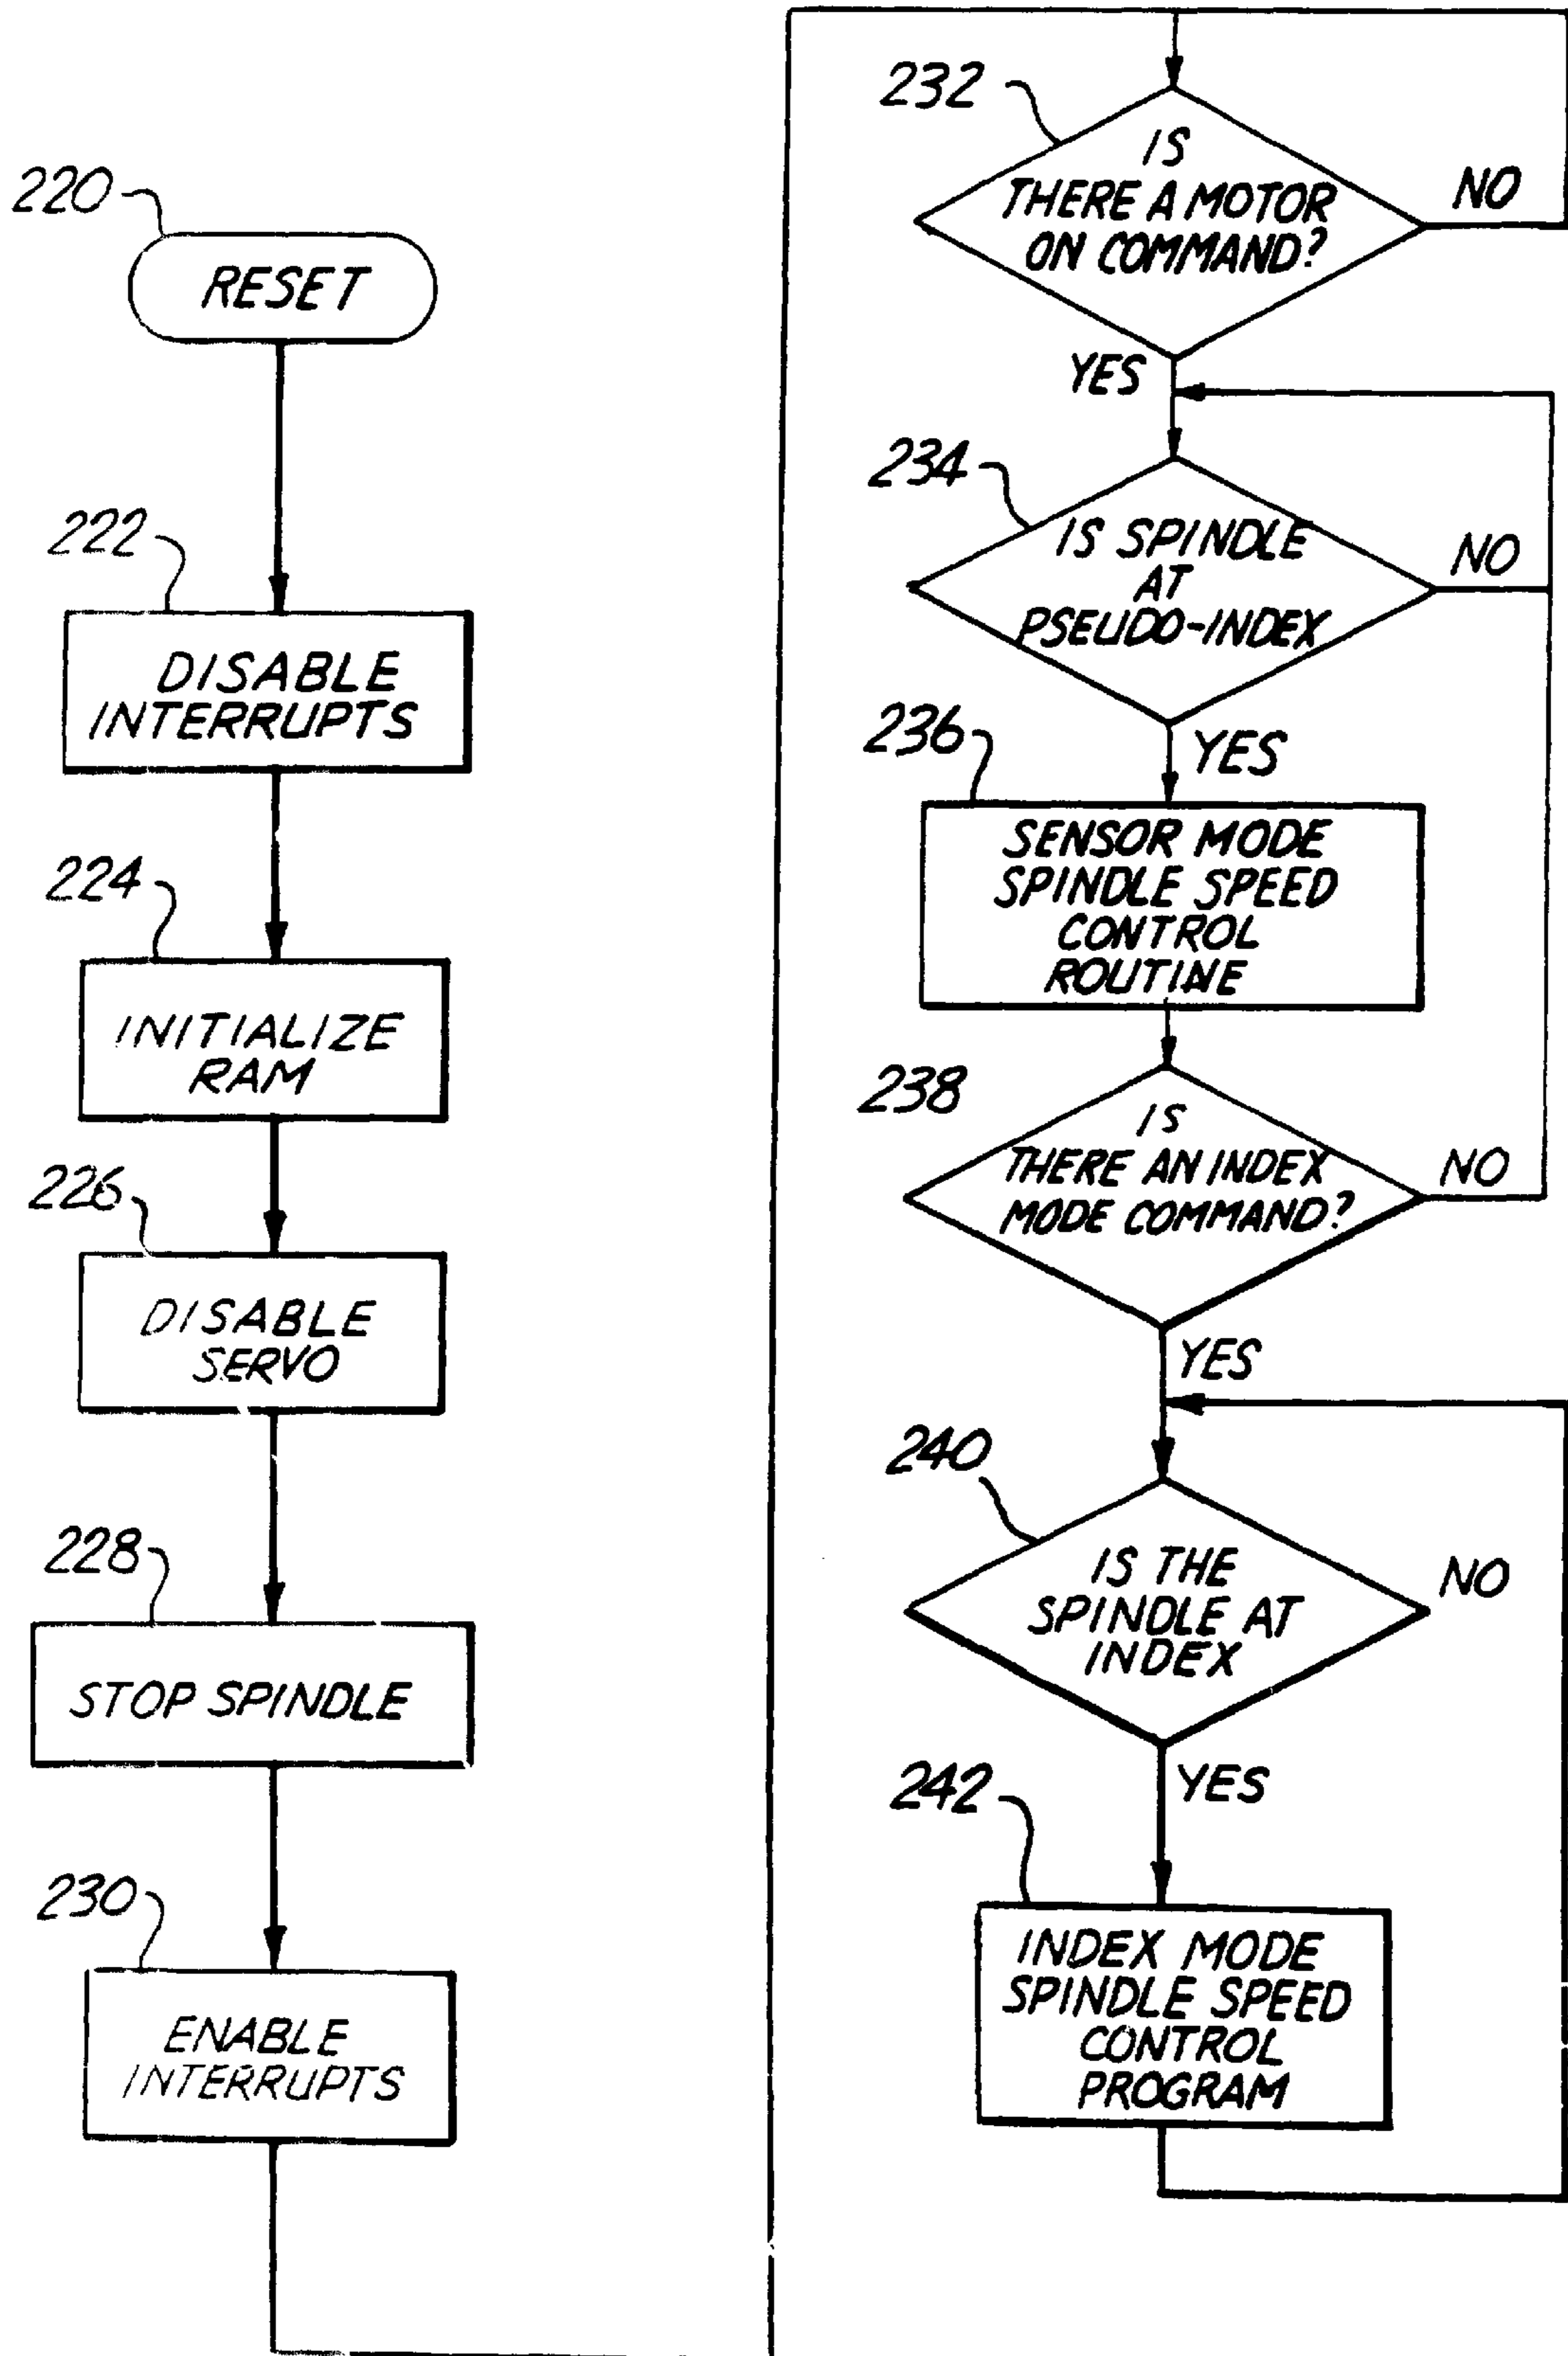 220
RESET
222
DISABLE
INTERRUPTS
224
INITIALIZE
RAM
226
DISABLE
SERVO
228
STOP SPINDLE
230
ENABLE
INTERRUPTS
232
IS
THERE A MOTOR
ON COMMAND?
NO
YES
234
IS SPINDLE
AT
PSEUDO-INDEX
NO
YES
236
SENSOR MODE
SPINDLE SPEED
CONTROL
ROUTINE
238
IS
THERE AN INDEX
MODE COMMAND?
NO
YES
240
IS THE
SPINDLE AT
INDEX
NO
YES
242
INDEX MODE
SPINDLE SPEED
CONTROL
PROGRAM